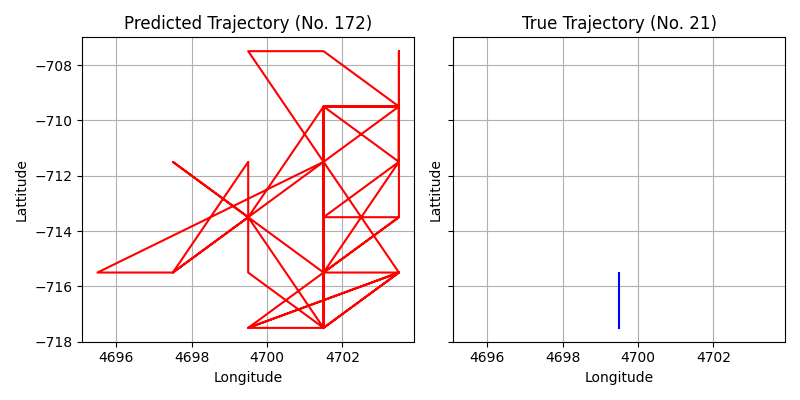 Predicted Trajectory (No. 172)
True Trajectory (No. 21)
−708
−710
−712
−714
−716
−718
Lattitude
4696
4698
4700
4702
Longitude
Lattitude
4696
4698
4700
4702
Longitude